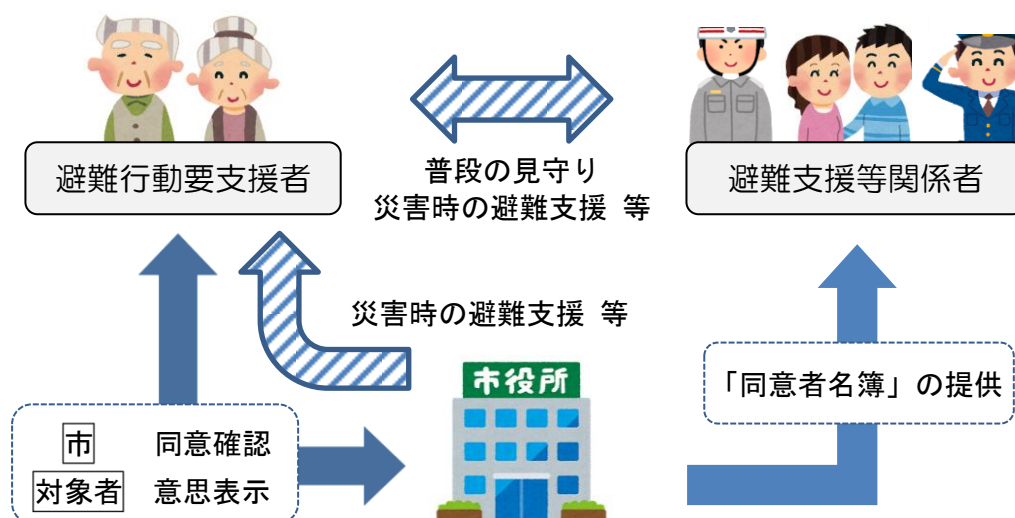 避難行動要支援者
避難支援等関係者
普段の見守り
災害時の避難支援 等
災害時の避難支援 等
市役所
「同意者名簿」の提供
市 同意確認
対象者 意思表示